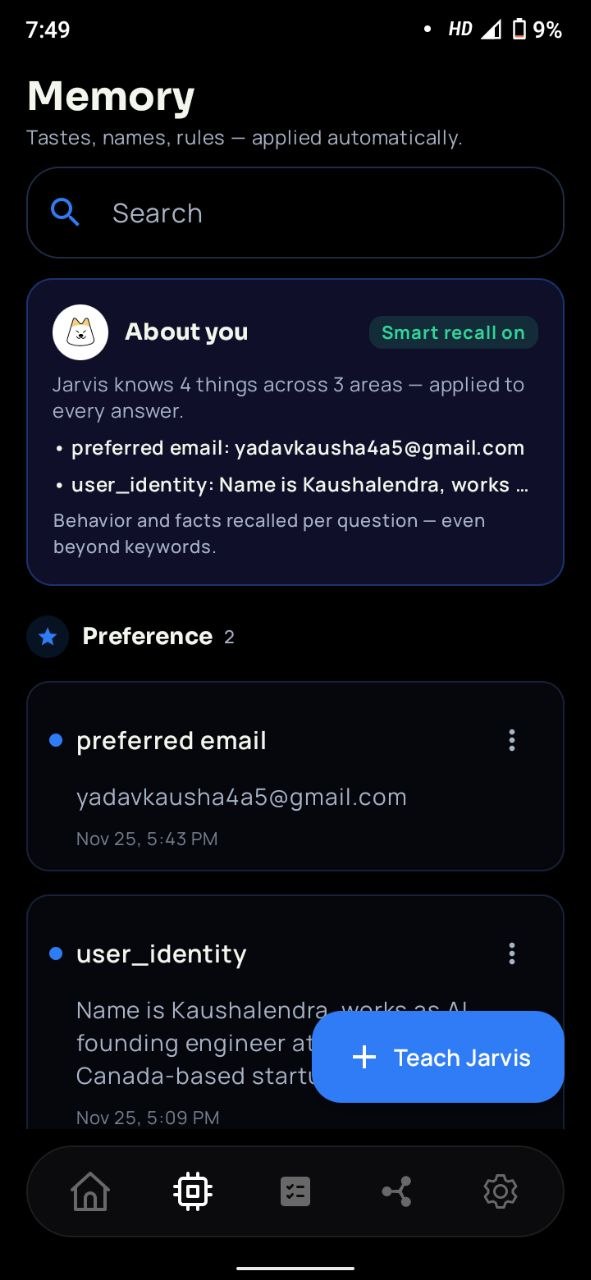 7:49
HD 9%
Memory
Tastes, names, rules — applied automatically.
Search
About you
Smart recall on
Jarvis knows 4 things across 3 areas — applied to
every answer.
• preferred email: yadavkausha4a5@gmail.com
• user_identity: Name is Kaushalendra, works ...
Behavior and facts recalled per question — even
beyond keywords.
Preference 2
preferred email
yadavkausha4a5@gmail.com
Nov 25, 5:43 PM
user_identity
Name is Kaushalendra, works as AI
founding engineer at
Canada-based startu
Nov 25, 5:09 PM
+ Teach Jarvis